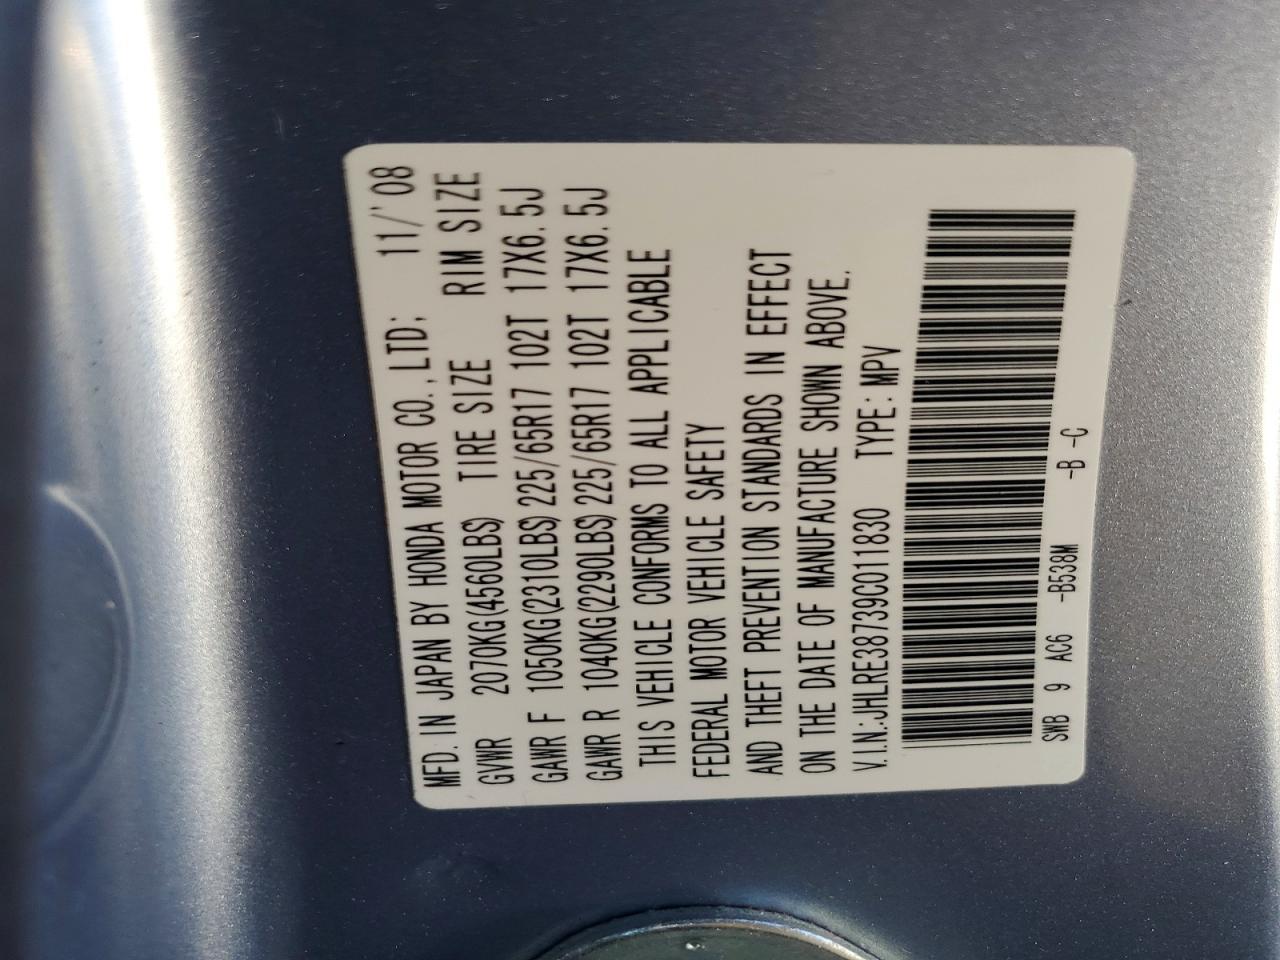 MFD. IN JAPAN BY HONDA MOTOR CO., LTD: 11/'08
GVWR 2070KG(4560LBS) TIRE SIZE RIM SIZE
GAWR F 1050KG(2310LBS) 225/65R17 102T 17X6.5J
GAWR R 1040KG(2290LBS) 225/65R17 102T 17X6.5J
THIS VEHICLE CONFORMS TO ALL APPLICABLE
FEDERAL MOTOR VEHICLE SAFETY
AND THEFT PREVENTION STANDARDS IN EFFECT
ON THE DATE OF MANUFACTURE SHOWN ABOVE.
V.I.N.:JHLRE38739C011830 TYPE:MPV
SWB 9 AC6 -B538M -B -C